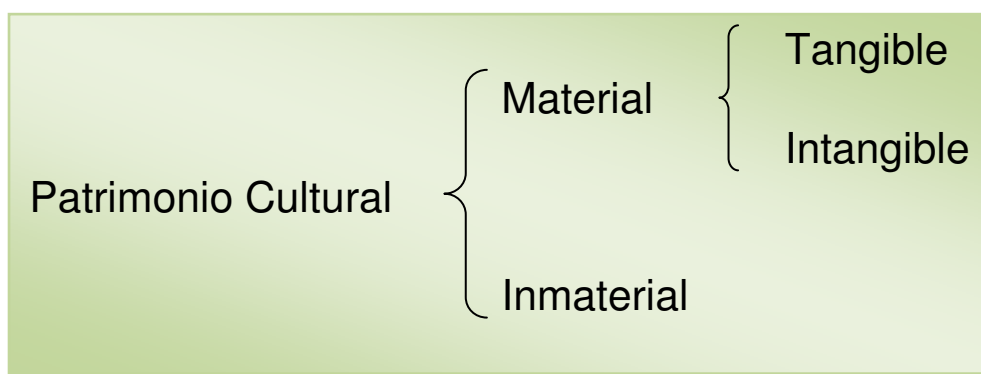 Tangible
Material
Intangible
Patrimonio Cultural
Inmaterial